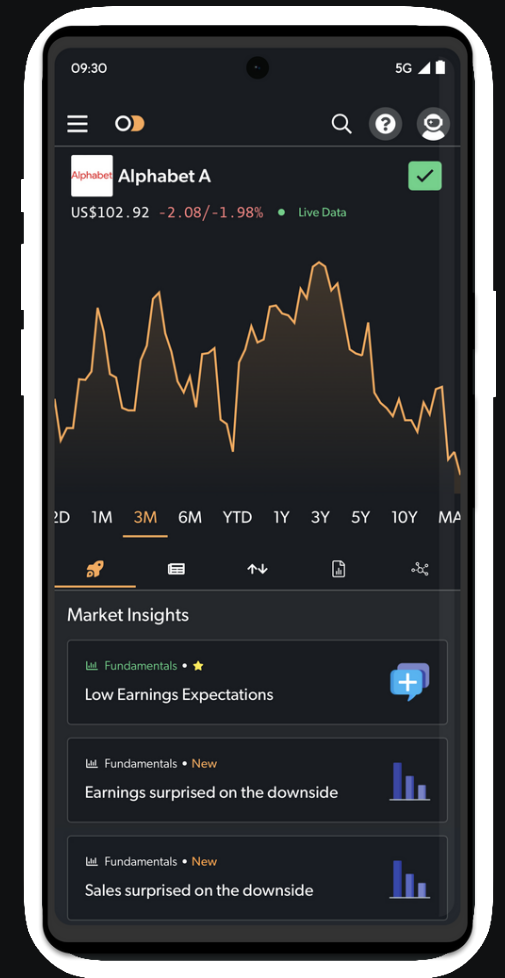 09:30 5G
Alphabet Alphabet A
US$102.92 -2.08/-1.98% • Live Data
2D 1M 3M 6M YTD 1Y 3Y 5Y 10Y MA
Market Insights
Fundamentals •
Low Earnings Expectations
Fundamentals • New
Earnings surprised on the downside
Fundamentals • New
Sales surprised on the downside